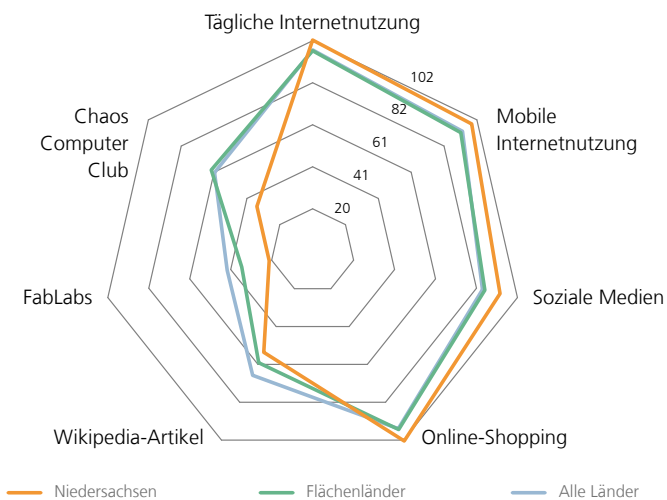 Tägliche Internetnutzung
102
82
61
41
20
Mobile
Internetnutzung
Soziale Medien
Online-Shopping
Wikipedia-Artikel
FabLabs
Chaos
Computer
Club
Niedersachsen
Flächenländer
Alle Länder